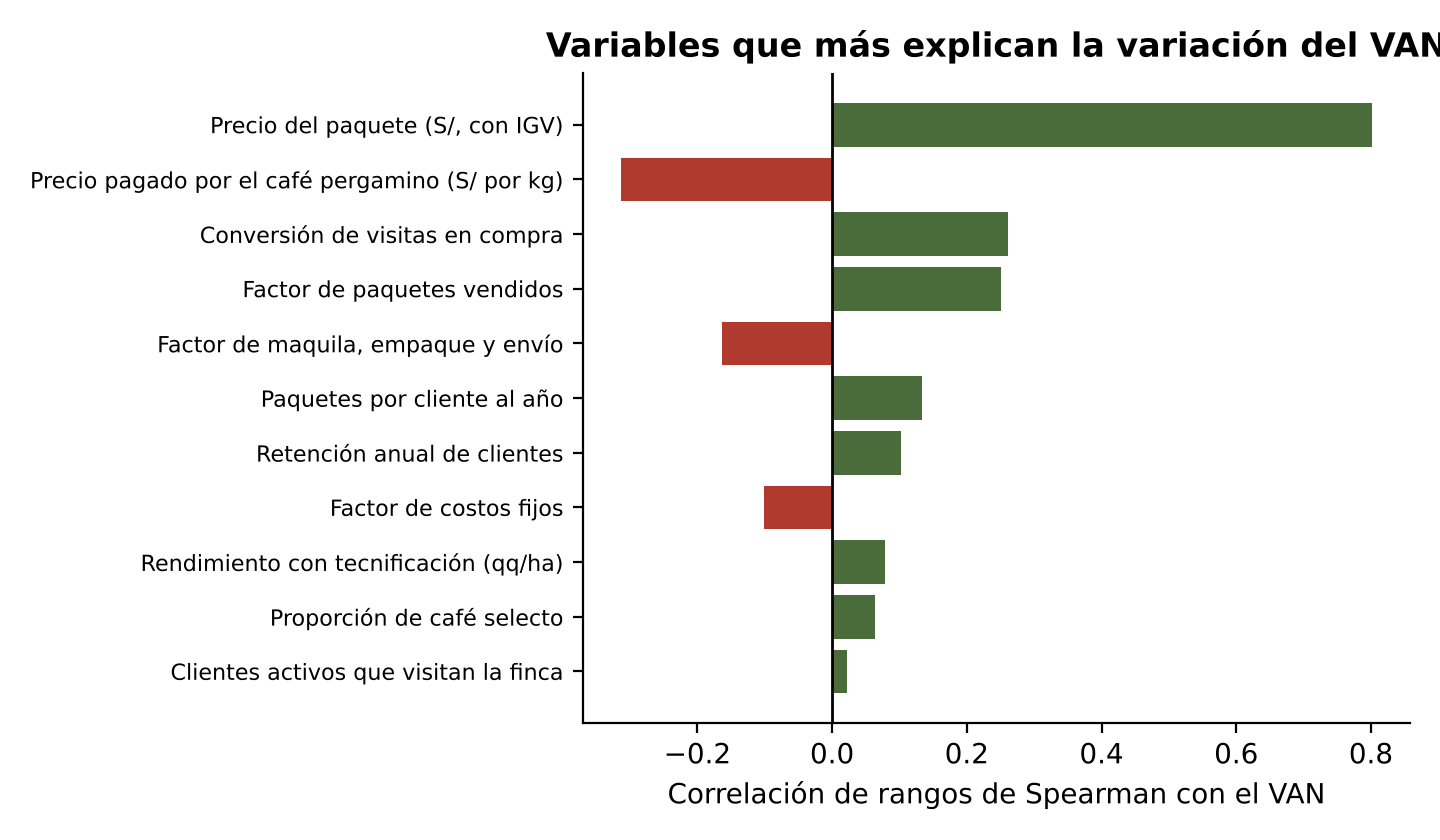 Variables que más explican la variación del VAN
Precio del paquete (S/, con IGV)
Precio pagado por el café pergamino (S/ por kg)
Conversión de visitas en compra
Factor de paquetes vendidos
Factor de maquila, empaque y envío
Paquetes por cliente al año
Retención anual de clientes
Factor de costos fijos
Rendimiento con tecnificación (qq/ha)
Proporción de café selecto
Clientes activos que visitan la finca
−0.2 0.0 0.2 0.4 0.6 0.8
Correlación de rangos de Spearman con el VAN